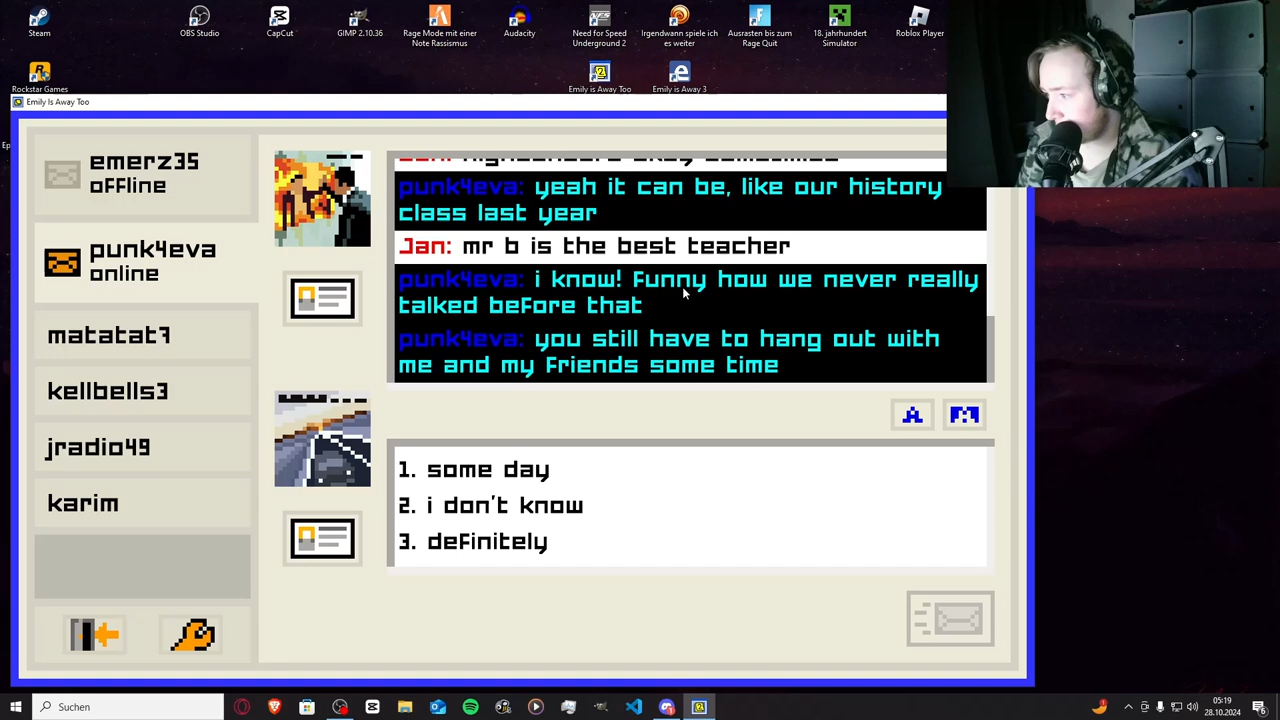 Steam
OBS Studio
CapCut
GIMP 2.10.36
Rage Mode mit einer
Note Rassismus
Audacity
Need for Speed
Underground 2
Irgendwann spiele ich
es weiter
Ausrasten bis zum
Rage Quit
18. jahrhundert
Simulator
Roblox Player
Rockstar Games
Emily is Away Too
Emily is Away 3
Emily Is Away Too
emerz35
offline
punk4eva
online
matatat7
kellbells3
jradio49
karim
punk4eva: yeah it can be, like our history
class last year
Jan: mr b is the best teacher
punk4eva: i know! Funny how we never really
talked before that
punk4eva: you still have to hang out with
me and my friends some time
A
M
1. some day
2. i don't know
3. definitely
Suchen
05:19
28.10.2024